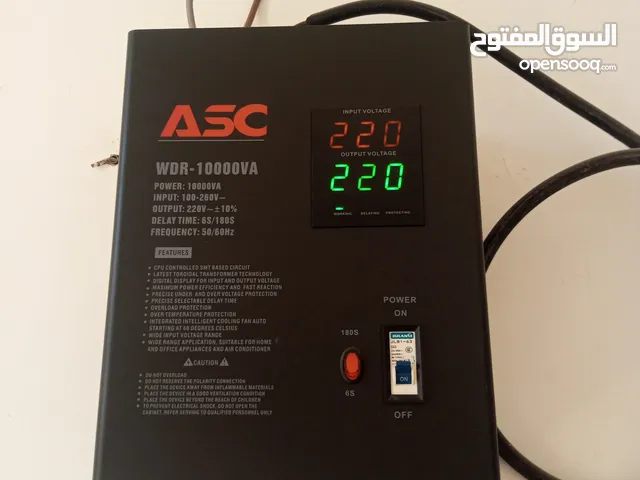 السوق المفتوح
opensooq.com
ASC
WDR-10000VA
POWER: 10000VA
INPUT: 100-260V~
OUTPUT: 220V~±10%
DELAY TIME: 6S/180S
FREQUENCY: 50/60Hz
INPUT VOLTAGE
220
OUTPUT VOLTAGE
220
WORKING DELAYING PROTECTING
FEATURES
• CPU CONTROLLED SMT BASED CIRCUIT
• LATEST TOROIDAL TRANSFORMER TECHNOLOGY
• DIGITAL DISPLAY FOR INPUT AND OUTPUT VOLTAGE
• MAXIMUM POWER EFFICIENCY AND FAST REACTION
• PRECISE UNDER AND OVER VOLTAGE PROTECTION
• PRECISE SELECTABLE DELAY TIME
• OVERLOAD PROTECTION
• OVER TEMPERATURE PROTECTION
• INTEGRATED INTELLIGENT COOLING FAN AUTO
STARTING AT 60 DEGREES CELSIUS
• WIDE INPUT VOLTAGE RANGE
• WIDE RANGE APPLICATION, SUITABLE FOR HOME
AND OFFICE APPLIANCES AND AIR CONDITIONER
CAUTION
• DO NOT OVERLOAD
• DO NOT RESERVE THE POLARITY CONNECTION
• PLACE THE DEVICE AWAY FROM INFLAMMABLE MATERIALS
• PLACE THE DEVICE IN A GOOD VENTILATION CONDITION
• PLACE THE DEVICE BEYOND THE REACH OF CHILDREN
• TO PREVENT ELECTRICAL SHOCK, DO NOT OPEN THE
CABINET, REFER SERVING TO QUALIFIED PERSONNEL ONLY
180S
6S
POWER
ON
JLB1-63
ON
OFF